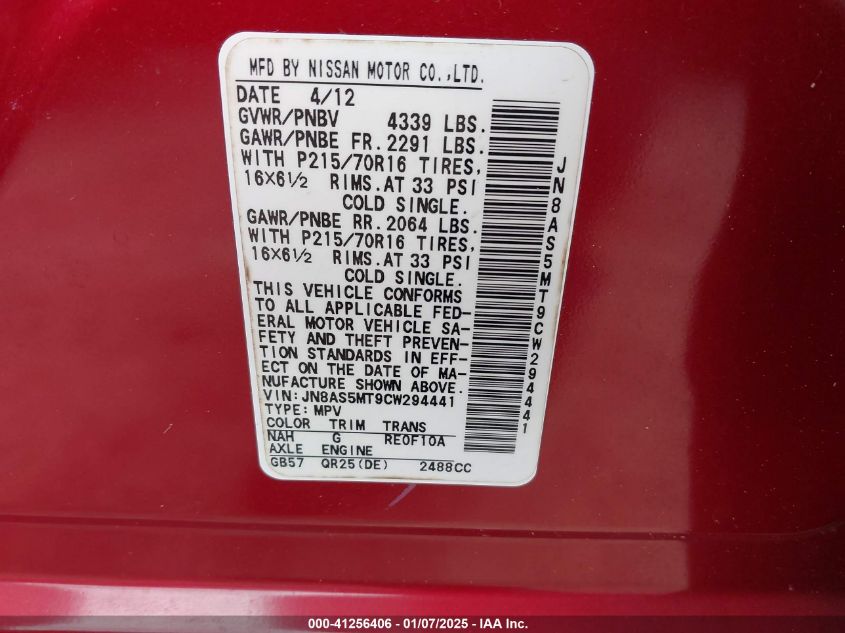 MFD BY NISSAN MOTOR CO.,LTD.
DATE 4/12
GVWR/PNBV 4339 LBS.
GAWR/PNBE FR. 2291 LBS.
WITH P215/70R16 TIRES,
16X6½ RIMS. AT 33 PSI
COLD SINGLE.
GAWR/PNBE RR. 2064 LBS.
WITH P215/70R16 TIRES,
16X6½ RIMS. AT 33 PSI
COLD SINGLE.
THIS VEHICLE CONFORMS
TO ALL APPLICABLE FED-
ERAL MOTOR VEHICLE SA-
FETY AND THEFT PREVEN-
TION STANDARDS IN EFF-
ECT ON THE DATE OF MA-
NUFACTURE SHOWN ABOVE.
VIN:JN8AS5MT9CW294441
TYPE:MPV
COLOR TRIM TRANS
NAH G RE0F10A
AXLE ENGINE
GB57 QR25(DE) 2488CC
JN8AS5MT9CW294441
000-41256406 — 01/07/2025 — IAA Inc.